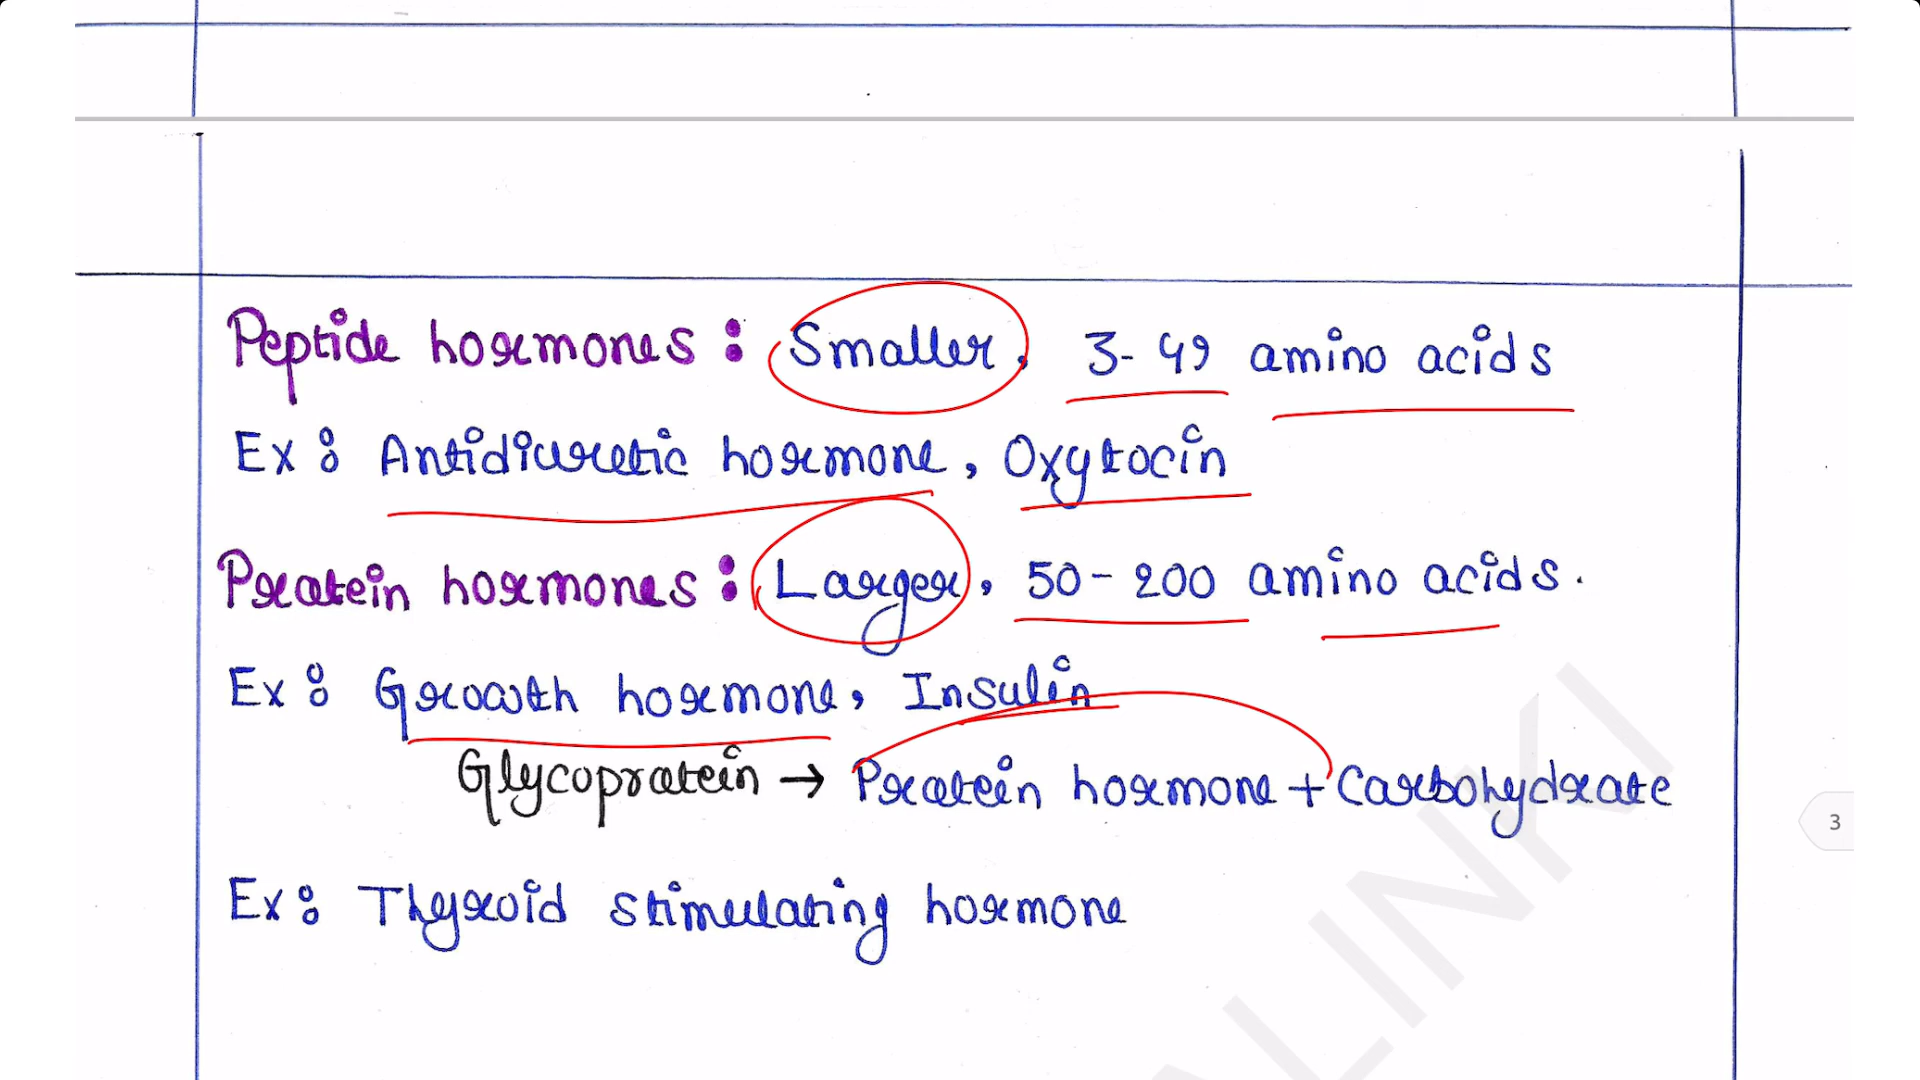 Peptide hormones : Smaller, 3-49 amino acids
Ex : Antidiuretic hormone, Oxytocin
Protein hormones : Larger, 50-200 amino acids.
Ex : Growth hormone, Insulin
Glycoprotein → Protein hormone + Carbohydrate
3
Ex : Thyroid stimulating hormone